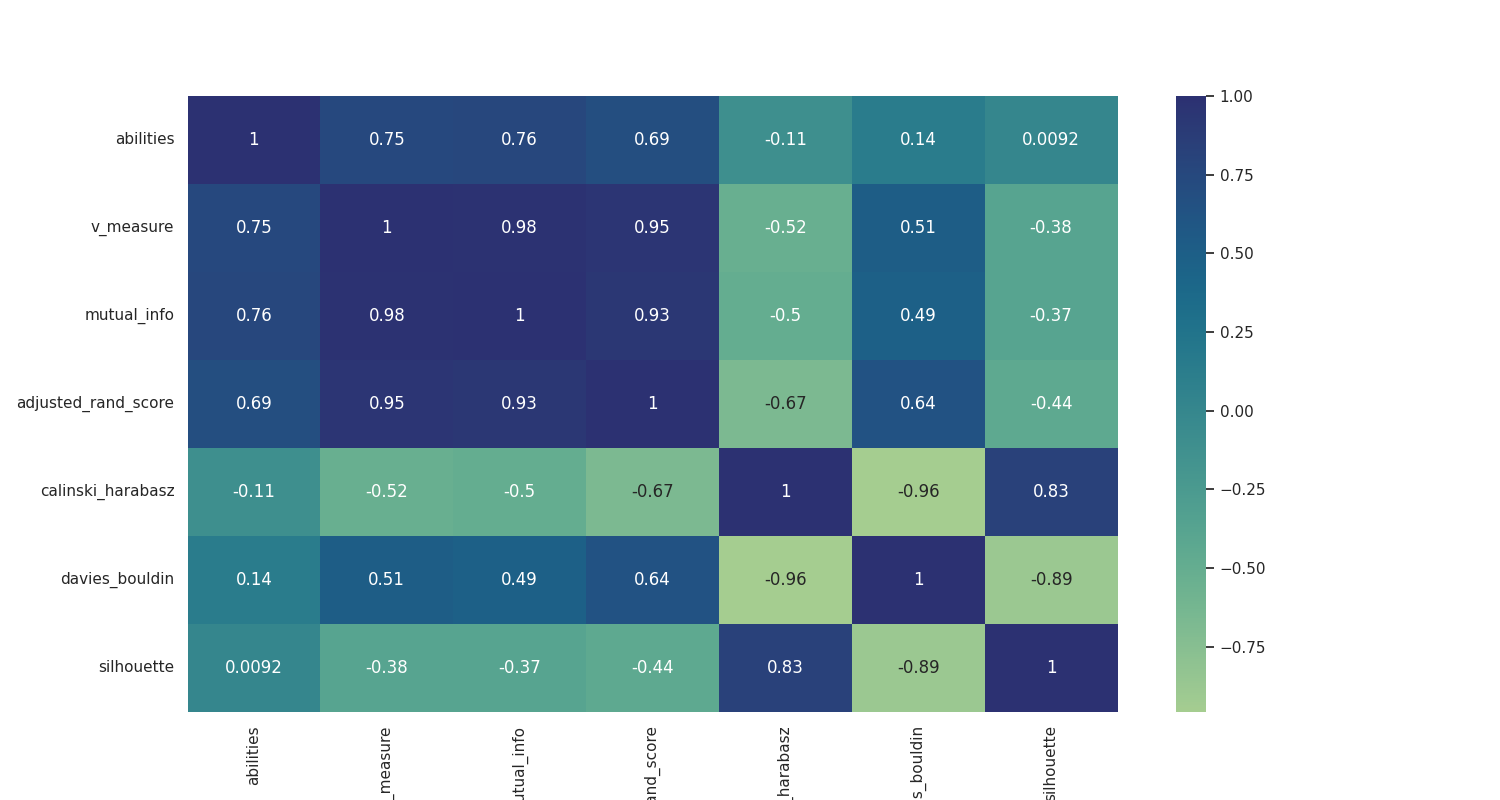 1.00
abilities 1 0.75 0.76 0.69 -0.11 0.14 0.0092
0.75
v_measure 0.75 1 0.98 0.95 -0.52 0.51 -0.38
0.50
mutual_info 0.76 0.98 1 0.93 -0.5 0.49 -0.37
0.25
adjusted_rand_score 0.69 0.95 0.93 1 -0.67 0.64 -0.44
0.00
calinski_harabasz -0.11 -0.52 -0.5 -0.67 1 -0.96 0.83
−0.25
−0.50
davies_bouldin 0.14 0.51 0.49 0.64 -0.96 1 -0.89
−0.75
silhouette 0.0092 -0.38 -0.37 -0.44 0.83 -0.89 1
abilities
_measure
utual_info
and_score
_harabasz
s_bouldin
silhouette